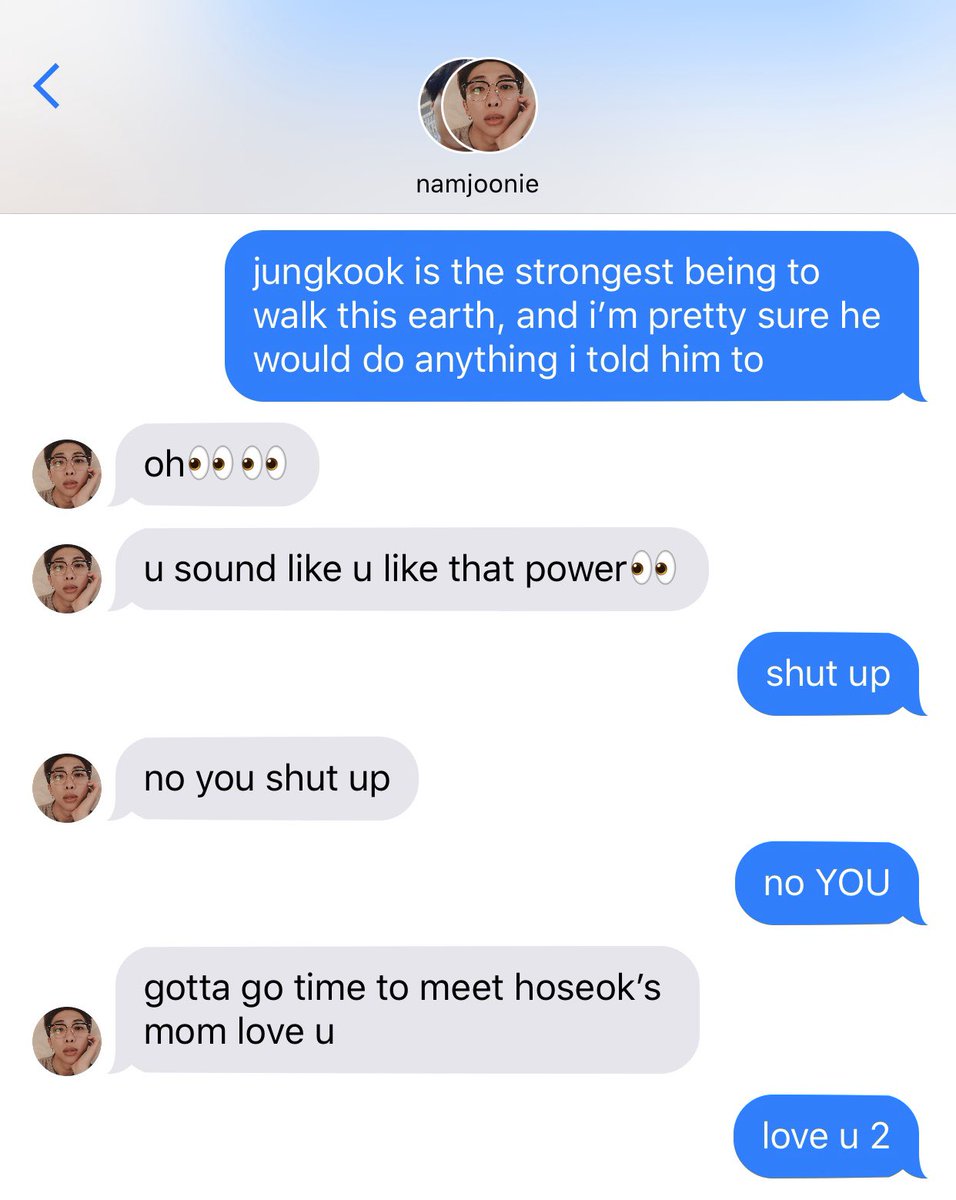 namjoonie
jungkook is the strongest being to
walk this earth, and i’m pretty sure he
would do anything i told him to
oh👀👀
u sound like u like that power👀
shut up
no you shut up
no YOU
gotta go time to meet hoseok’s
mom love u
love u 2